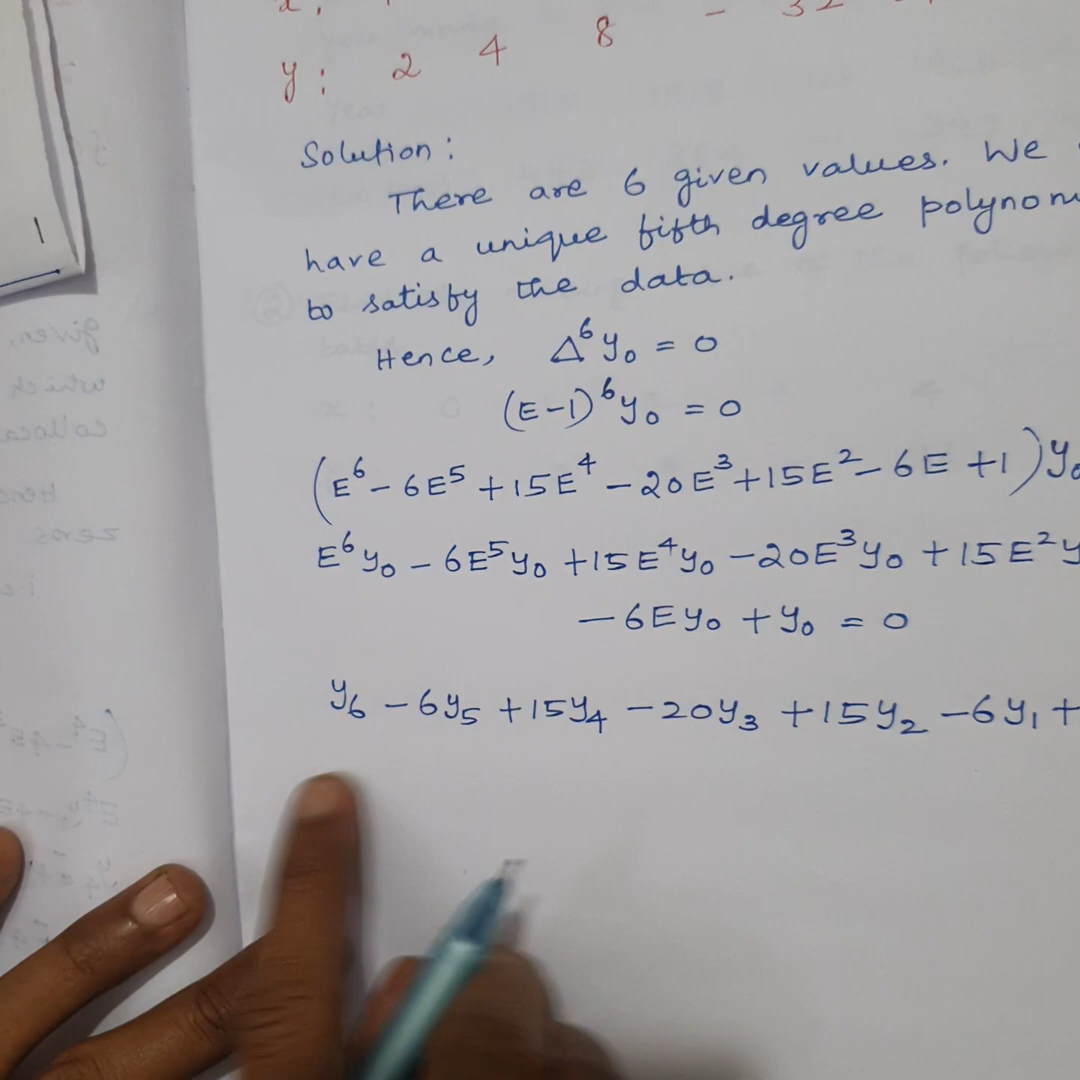 y: 2 4 8 - 32
Solution:
There are 6 given values. We
have a unique fifth degree polynom
to satisfy the data.
Hence, Δ⁶y₀ = 0
(E-1)⁶y₀ = 0
(E⁶ - 6E⁵ + 15E⁴ - 20E³ + 15E² - 6E + 1) y₀
E⁶y₀ - 6E⁵y₀ + 15E⁴y₀ - 20E³y₀ + 15E²y
- 6Ey₀ + y₀ = 0
y₆ - 6y₅ + 15y₄ - 20y₃ + 15y₂ - 6y₁ +